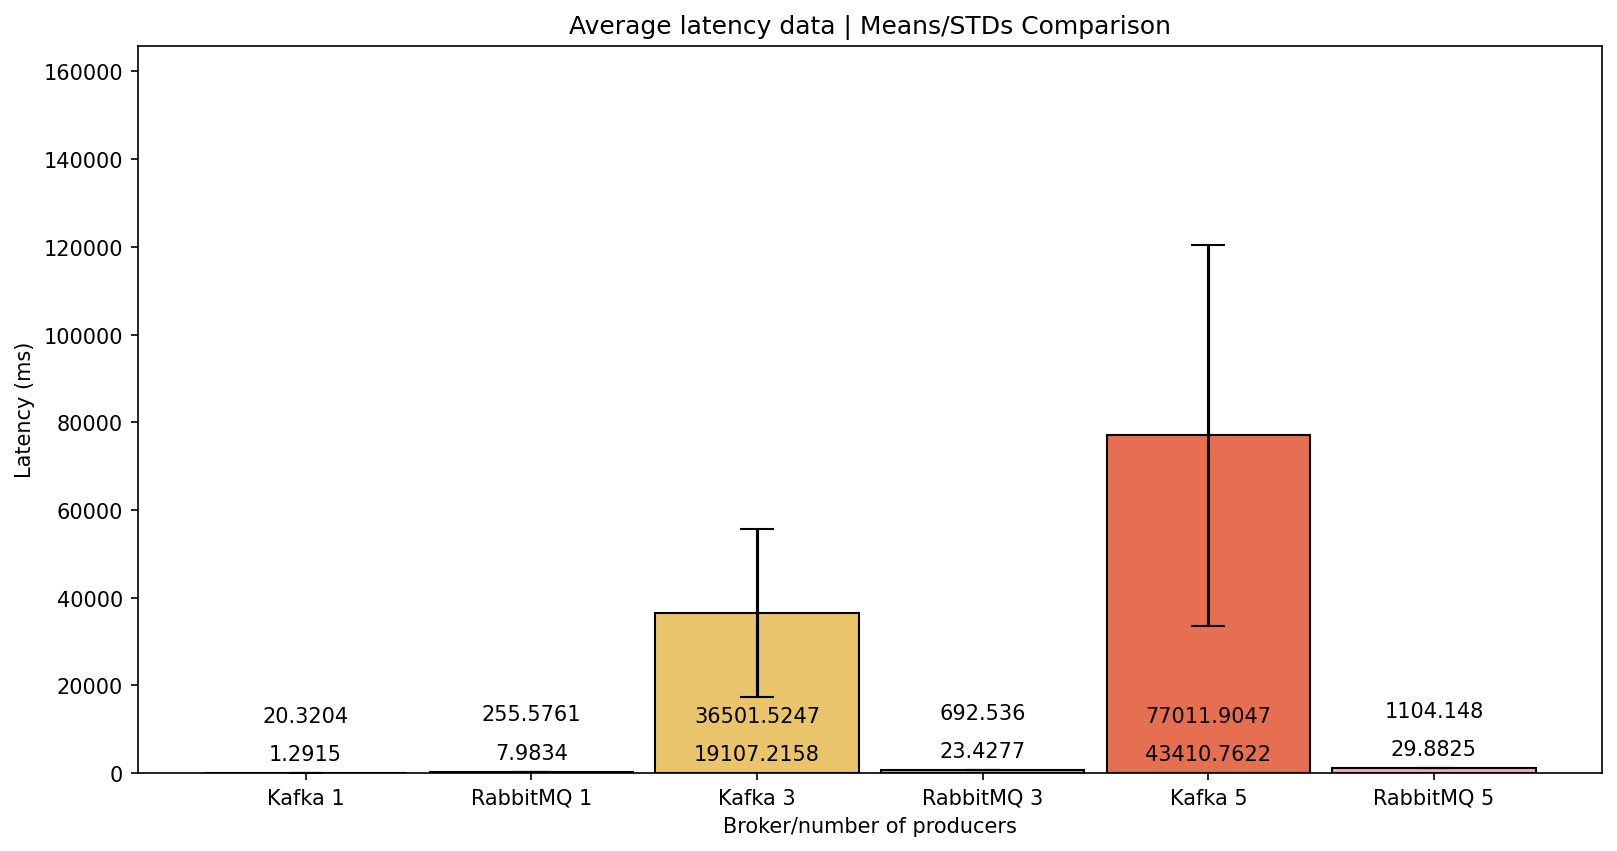 Average latency data | Means/STDs Comparison
Latency (ms)
160000
140000
120000
100000
80000
60000
40000
20000
0
20.3204
1.2915
255.5761
7.9834
36501.5247
19107.2158
692.536
23.4277
77011.9047
43410.7622
1104.148
29.8825
Kafka 1
RabbitMQ 1
Kafka 3
RabbitMQ 3
Kafka 5
RabbitMQ 5
Broker/number of producers